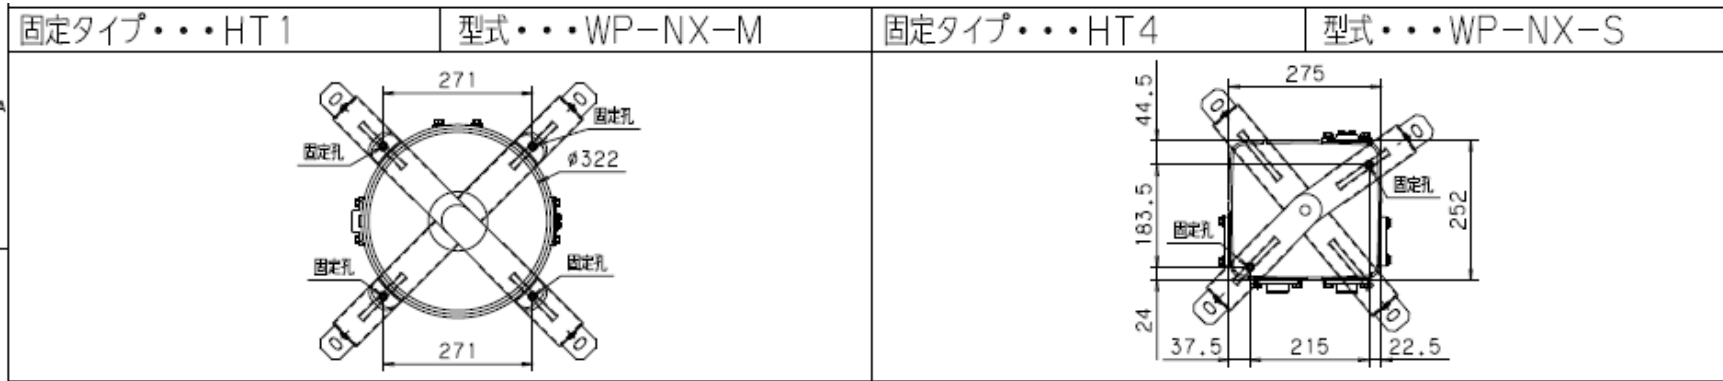 固定タイプ・・・HT1
型式・・・WP-NX-M
固定タイプ・・・HT4
型式・・・WP-NX-S
271
固定孔
固定孔
φ322
固定孔
固定孔
271
275
44.5
固定孔
252
183.5
固定孔
24
37.5
215
22.5